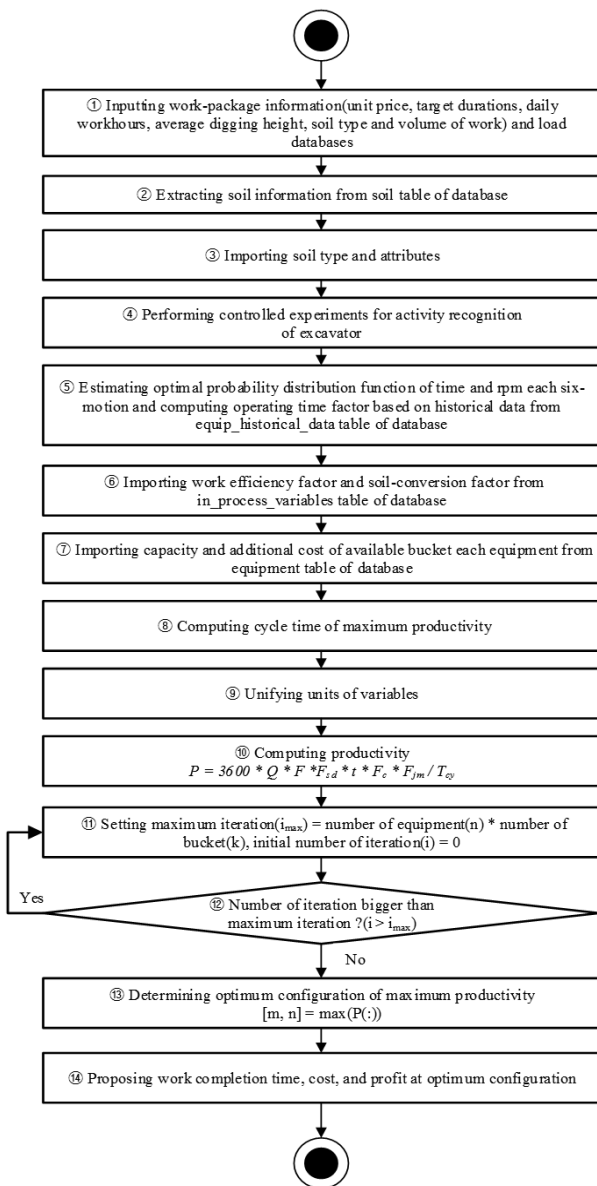 ① Inputting work-package information(unit price, target durations, daily
workhours, average digging height, soil type and volume of work) and load
databases
② Extracting soil information from soil table of database
③ Importing soil type and attributes
④ Performing controlled experiments for activity recognition
of excavator
⑤ Estimating optimal probability distribution function of time and rpm each six-
motion and computing operating time factor based on historical data from
equip_historical_data table of database
⑥ Importing work efficiency factor and soil-conversion factor from
in_process_variables table of database
⑦ Importing capacity and additional cost of available bucket each equipment from
equipment table of database
⑧ Computing cycle time of maximum productivity
⑨ Unifying units of variables
⑩ Computing productivity
P = 3600 * Q * F *F_sd * t * F_c * F_jm / T_cy
⑪ Setting maximum iteration(i_max) = number of equipment(n) * number of
bucket(k), initial number of iteration(i) = 0
Yes
⑫ Number of iteration bigger than
maximum iteration ?(i > i_max)
No
⑬ Determining optimum configuration of maximum productivity
[m, n] = max(P(:))
⑭ Proposing work completion time, cost, and profit at optimum configuration